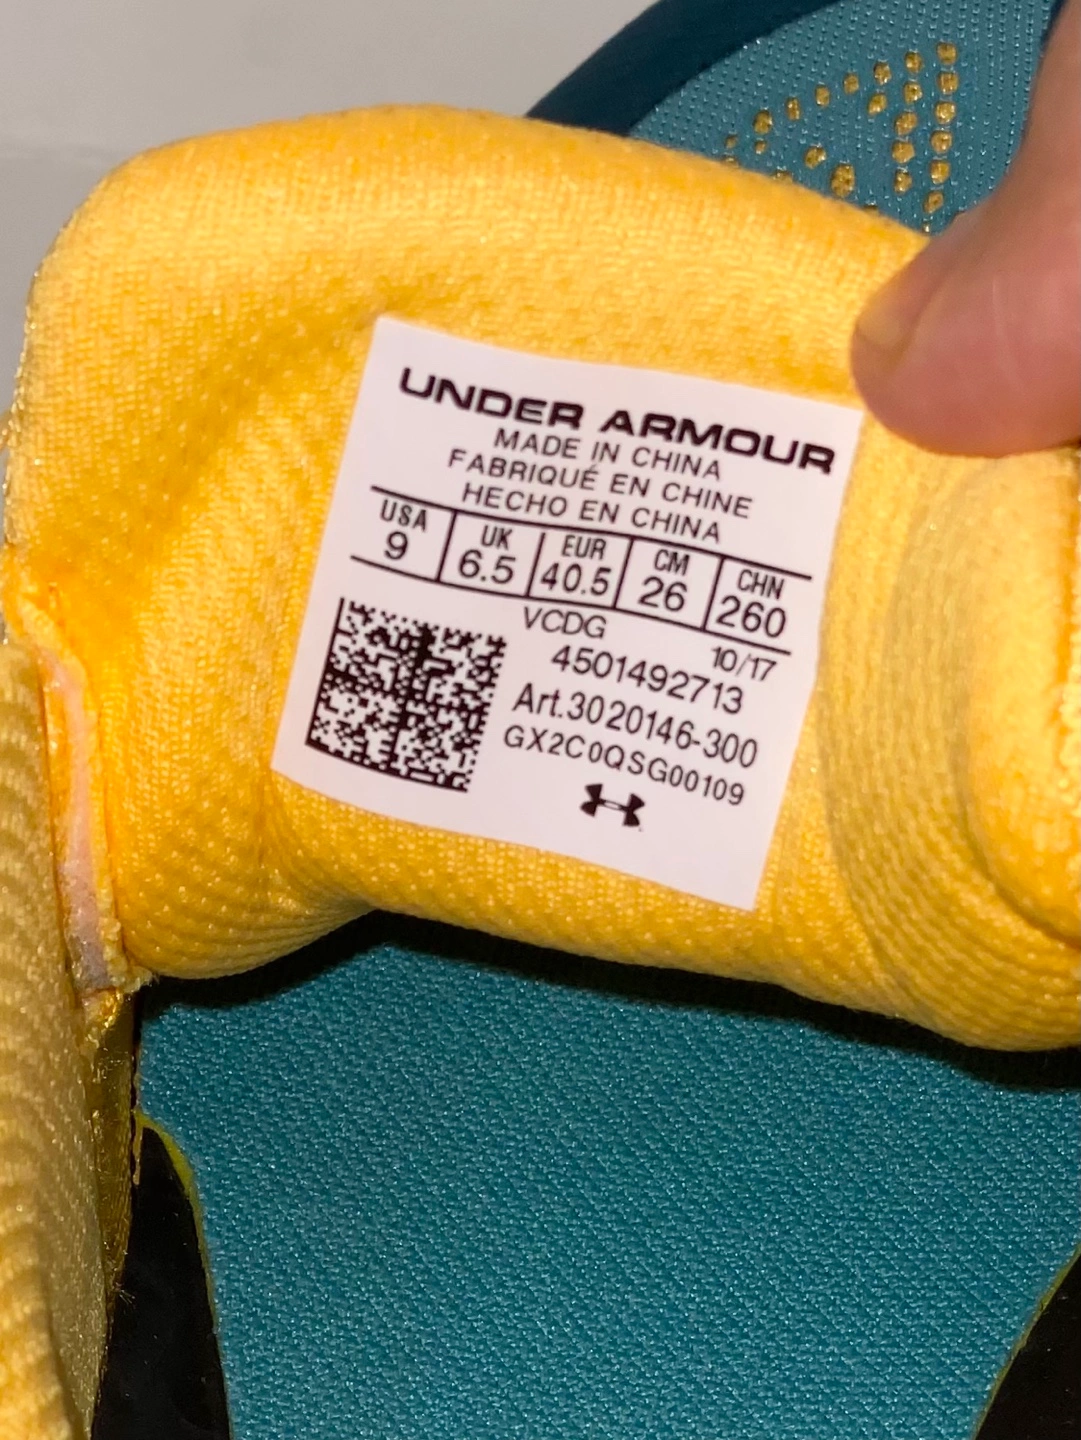 UNDER ARMOUR
MADE IN CHINA
FABRIQUÉ EN CHINE
HECHO EN CHINA
USA UK EUR CM CHN
9 6.5 40.5 26 260
VCDG 10/17
4501492713
Art.3020146-300
GX2C0QSG00109